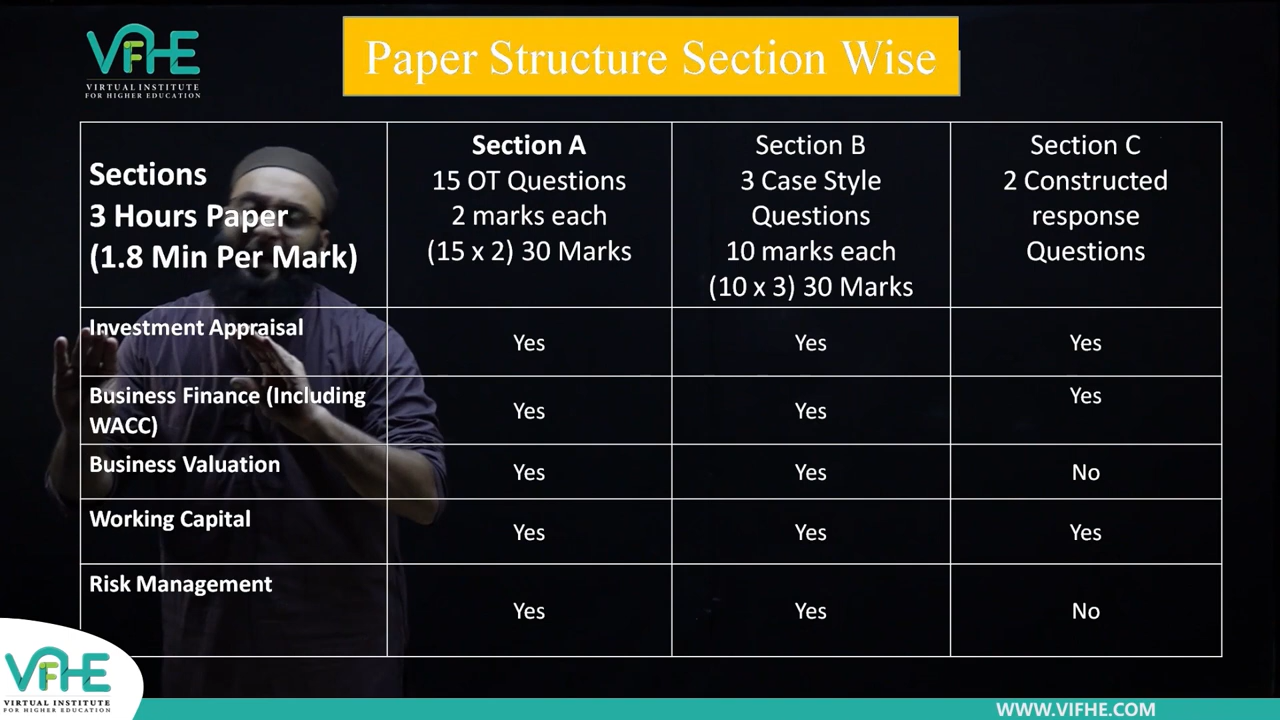 VFHE
VIRTUAL INSTITUTE
FOR HIGHER EDUCATION
Paper Structure Section Wise
Sections
3 Hours Paper
(1.8 Min Per Mark)
Section A
15 OT Questions
2 marks each
(15 x 2) 30 Marks
Section B
3 Case Style
Questions
10 marks each
(10 x 3) 30 Marks
Section C
2 Constructed
response
Questions
Investment Appraisal
Yes
Yes
Yes
Business Finance (Including
WACC)
Yes
Yes
Yes
Business Valuation
Yes
Yes
No
Working Capital
Yes
Yes
Yes
Risk Management
Yes
Yes
No
VFHE
VIRTUAL INSTITUTE
FOR HIGHER EDUCATION
WWW.VIFHE.COM